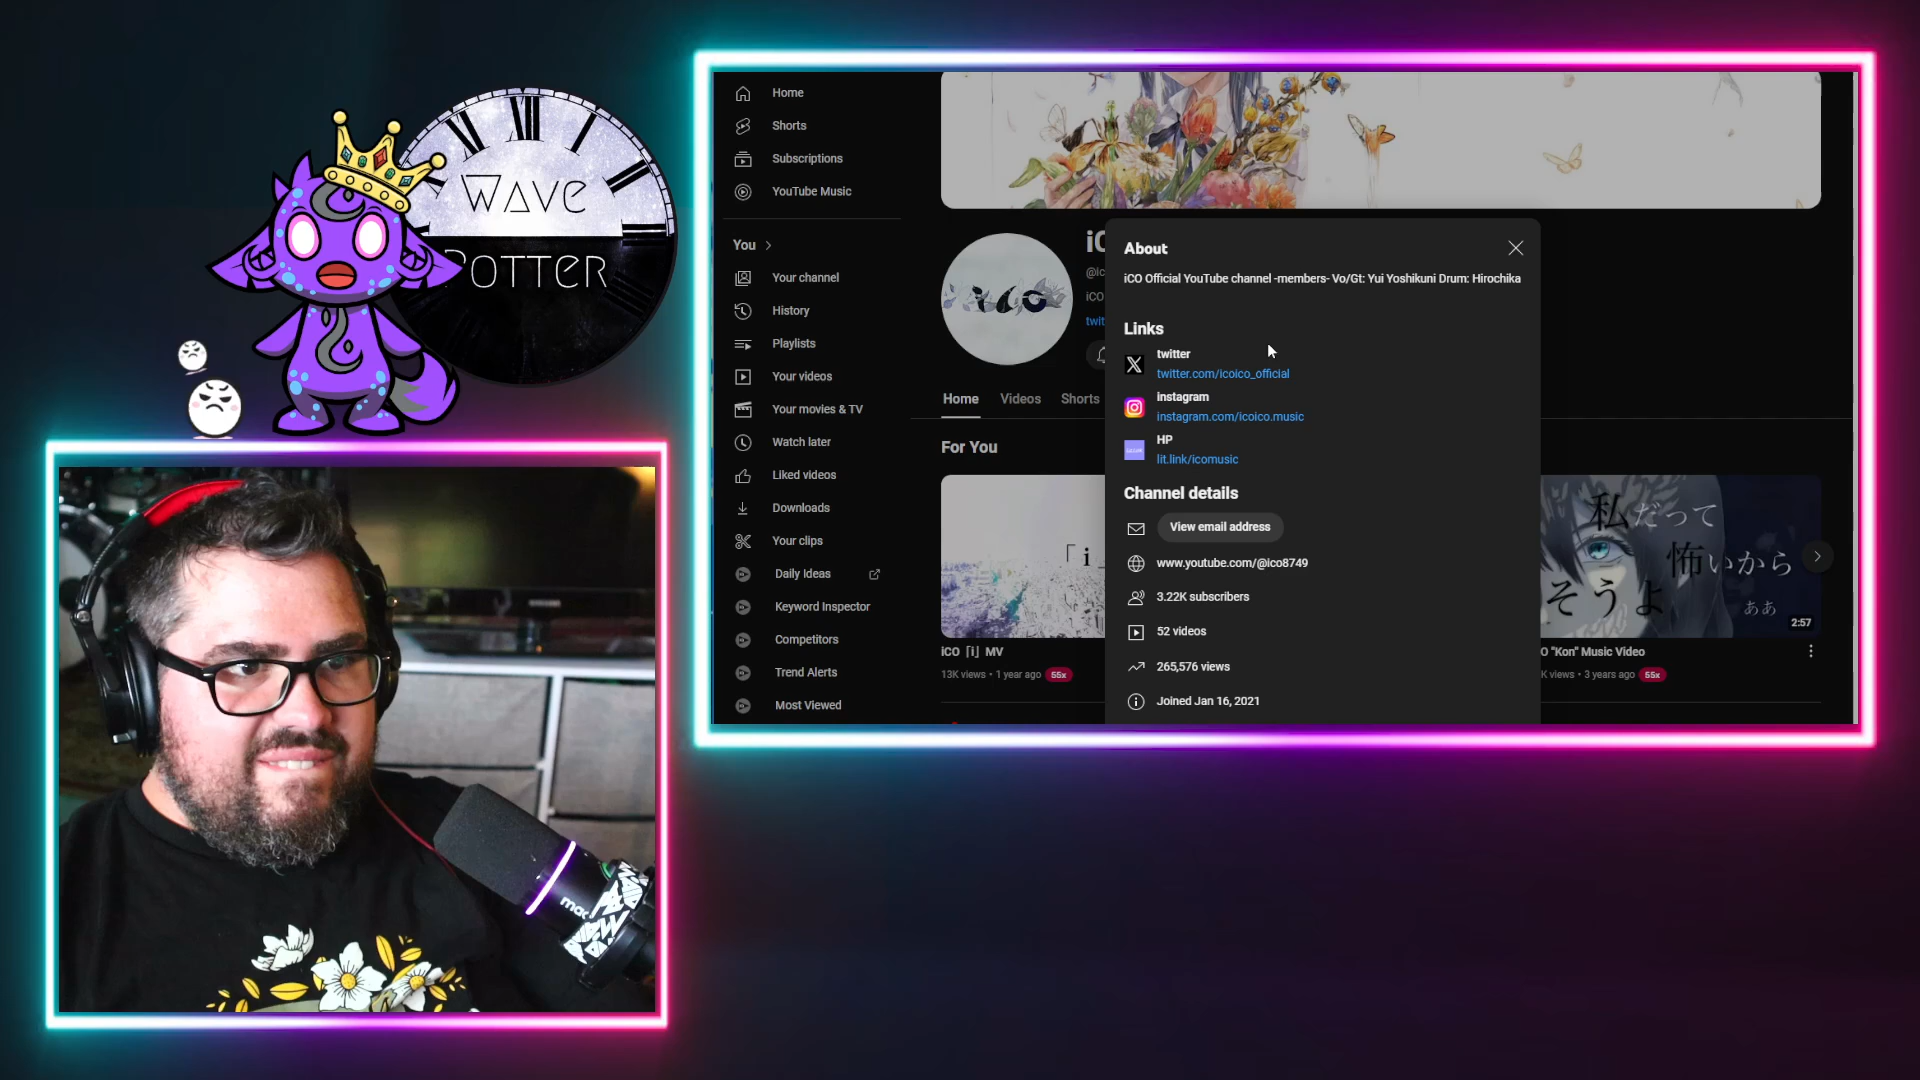 Wave
Potter
Home
Shorts
Subscriptions
YouTube Music
You
Your channel
History
Playlists
Your videos
Your movies & TV
Watch later
Liked videos
Downloads
Your clips
Daily Ideas
Keyword Inspector
Competitors
Trend Alerts
Most Viewed
iCO
Home Videos Shorts
For You
「i
iCO 「i」 MV
13K views • 1 year ago 55x
About
iCO Official YouTube channel -members- Vo/Gt: Yui Yoshikuni Drum: Hirochika
Links
twitter
twitter.com/icoico_official
instagram
instagram.com/icoico.music
HP
lit.link/icomusic
Channel details
View email address
www.youtube.com/@ico8749
3.22K subscribers
52 videos
265,576 views
Joined Jan 16, 2021
私だって
怖いから
そうよ
ああ
2:57
O "Kon" Music Video
K views • 3 years ago 55x